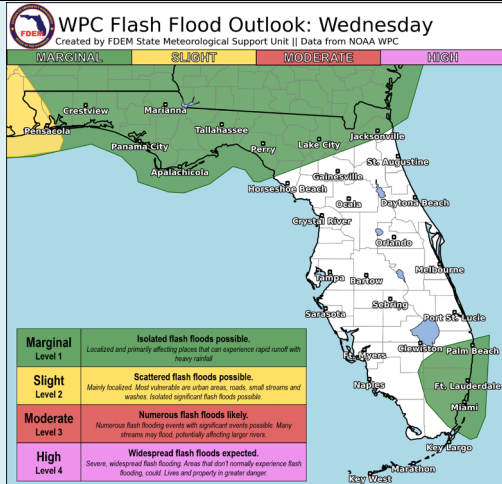 FDEM
WPC Flash Flood Outlook: Wednesday
Created by FDEM State Meteorological Support Unit || Data from NOAA WPC
MARGINAL SLIGHT MODERATE HIGH
Crestview
Marianna
Pensacola
Tallahassee
Jacksonville
Panama City
Perry
Lake City
St. Augustine
Apalachicola
Gainesville
Horseshoe Beach
Ocala
Daytona Beach
Crystal River
Orlando
Melbourne
Tampa
Bartow
Sebring
Sarasota
Port St. Lucie
Clewiston
Palm Beach
Ft. Myers
Naples
Ft. Lauderdale
Miami
Key Largo
Marathon
Key West
Marginal
Level 1
Isolated flash floods possible.
Localized and primarily affecting places that can experience rapid runoff with
heavy rainfall
Slight
Level 2
Scattered flash floods possible.
Mainly localized. Most vulnerable are urban areas, roads, small streams and
washes. Isolated significant flash floods possible.
Moderate
Level 3
Numerous flash floods likely.
Numerous flash flooding events with significant events possible. Many
streams may flood, potentially affecting larger rivers.
High
Level 4
Widespread flash floods expected.
Severe, widespread flash flooding. Areas that don't normally experience flash
flooding, could. Lives and property in greater danger.